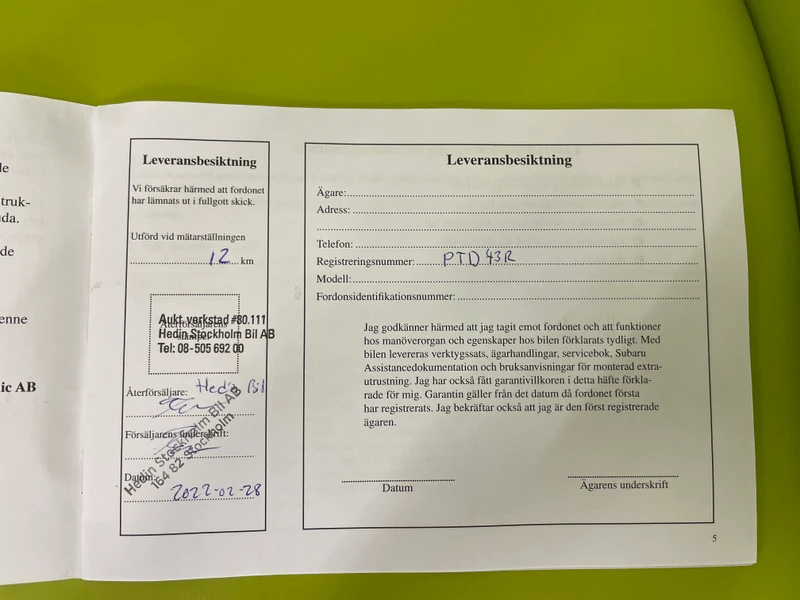 le
truk-
da.
de
enne
ic AB
Leveransbesiktning
Vi försäkrar härmed att fordonet
har lämnats ut i fullgott skick.
Utförd vid mätarställningen
12 km
Återförsäljarens
Aukt. verkstad #80.111
Hedin Stockholm Bil AB
Tel: 08-505 692 00
Återförsäljare: Hedin Bil
Försäljarens underskrift:
Hedin Stockholm Bil AB
164 82 Stockholm
Datum:
2022-02-28
Leveransbesiktning
Ägare:
Adress:
Telefon:
Registreringsnummer: PTD 43R
Modell:
Fordonsidentifikationsnummer:
Jag godkänner härmed att jag tagit emot fordonet och att funktioner
hos manöverorgan och egenskaper hos bilen förklarats tydligt. Med
bilen levereras verktygssats, ägarhandlingar, servicebok, Subaru
Assistancedokumentation och bruksanvisningar för monterad extra-
utrustning. Jag har också fått garantivillkoren i detta häfte förkla-
rade för mig. Garantin gäller från det datum då fordonet första
har registrerats. Jag bekräftar också att jag är den först registrerade
ägaren.
Datum
Ägarens underskrift
5